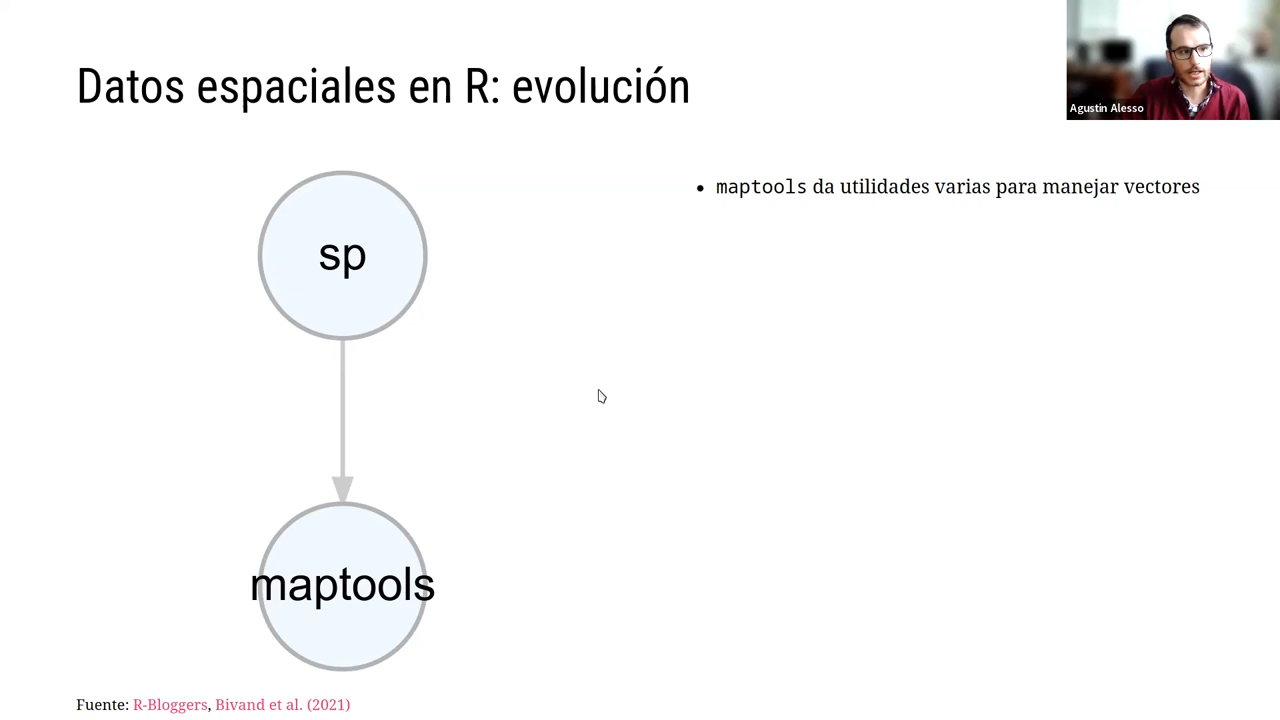 Datos espaciales en R: evolución
Agustin Alesso
maptools da utilidades varias para manejar vectores
sp
maptools
Fuente: R-Bloggers, Bivand et al. (2021)